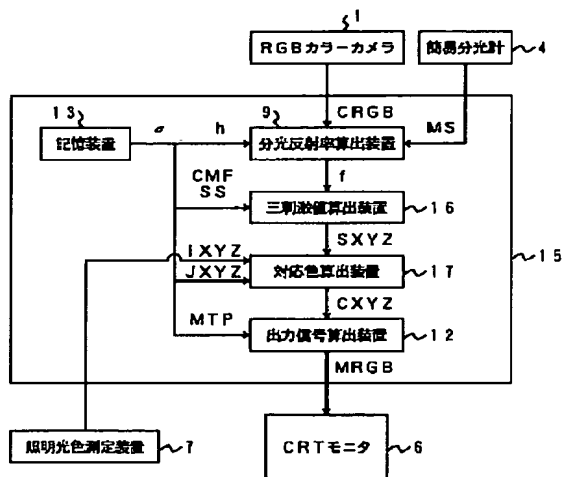 1
RGBカラーカメラ
簡易分光計
4
13
記憶装置
h
9
CRGB
MS
分光反射率算出装置
f
CMF
SS
三刺激値算出装置
16
SXYZ
IXYZ
JXYZ
対応色算出装置
17
15
CXYZ
MTP
出力信号算出装置
12
MRGB
照明光色測定装置
7
CRTモニタ
6